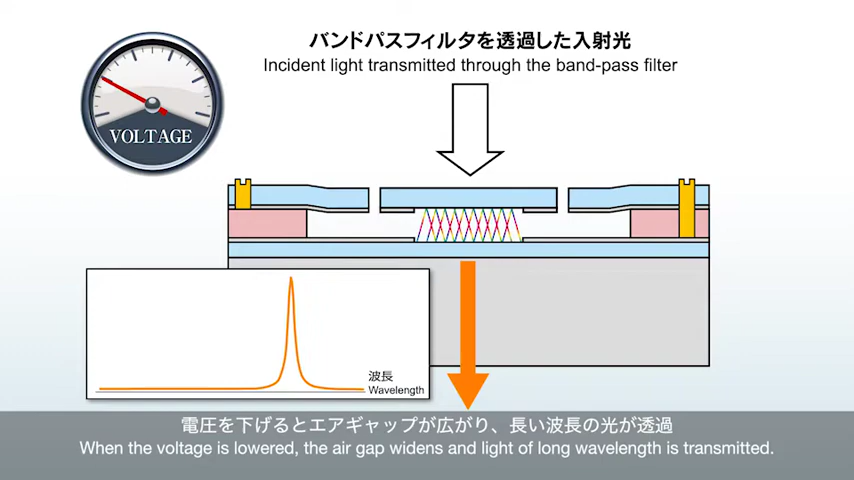 バンドパスフィルタを透過した入射光
Incident light transmitted through the band-pass filter
VOLTAGE
波長
Wavelength
電圧を下げるとエアギャップが広がり、長い波長の光が透過
When the voltage is lowered, the air gap widens and light of long wavelength is transmitted.